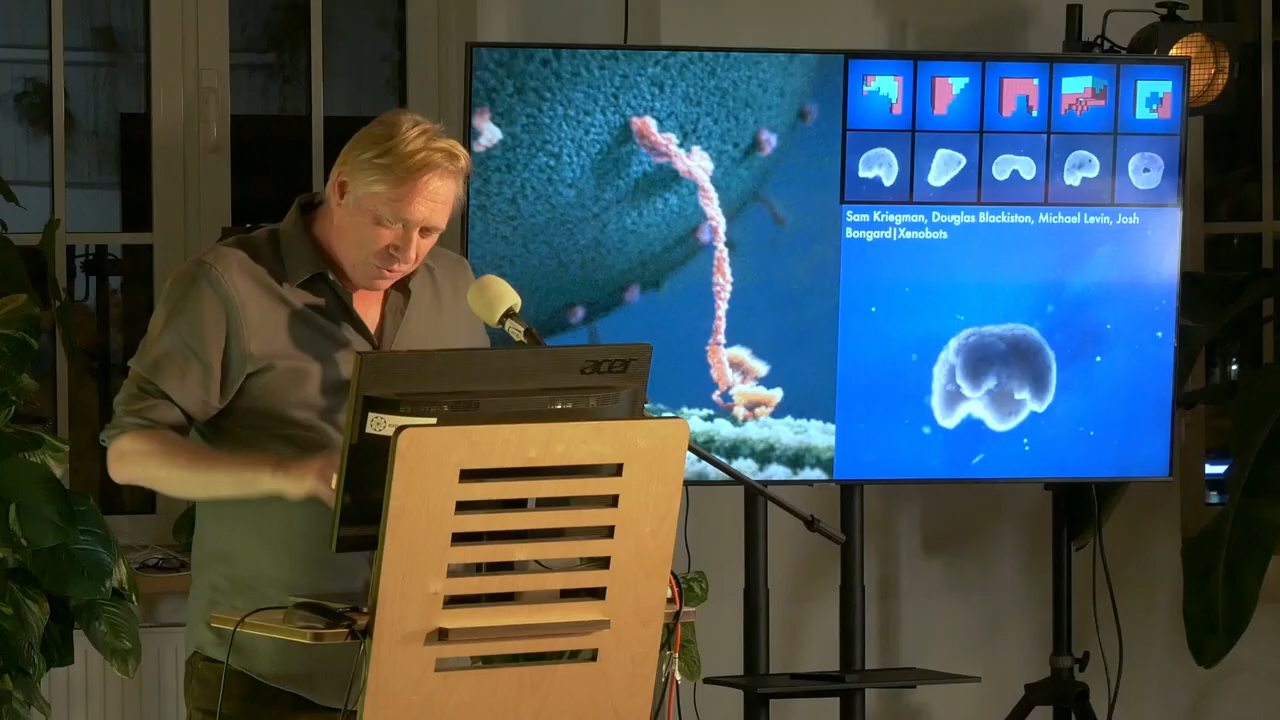 Sam Kriegman, Douglas Blackiston, Michael Levin, Josh
Bongard|Xenobots
acer